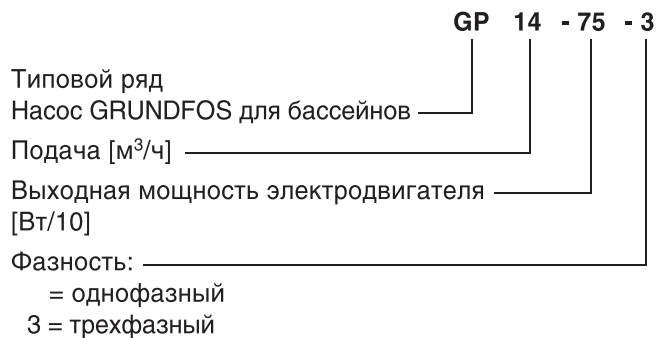 GP 14 - 75 - 3
Типовой ряд
Насос GRUNDFOS для бассейнов
Подача [м³/ч]
Выходная мощность электродвигателя
[Вт/10]
Фазность:
= однофазный
3 = трехфазный